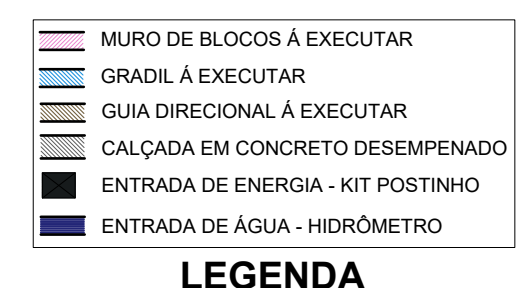 MURO DE BLOCOS Á EXECUTAR
GRADIL Á EXECUTAR
GUIA DIRECIONAL Á EXECUTAR
CALÇADA EM CONCRETO DESEMPENADO
ENTRADA DE ENERGIA - KIT POSTINHO
ENTRADA DE ÁGUA - HIDRÔMETRO
LEGENDA